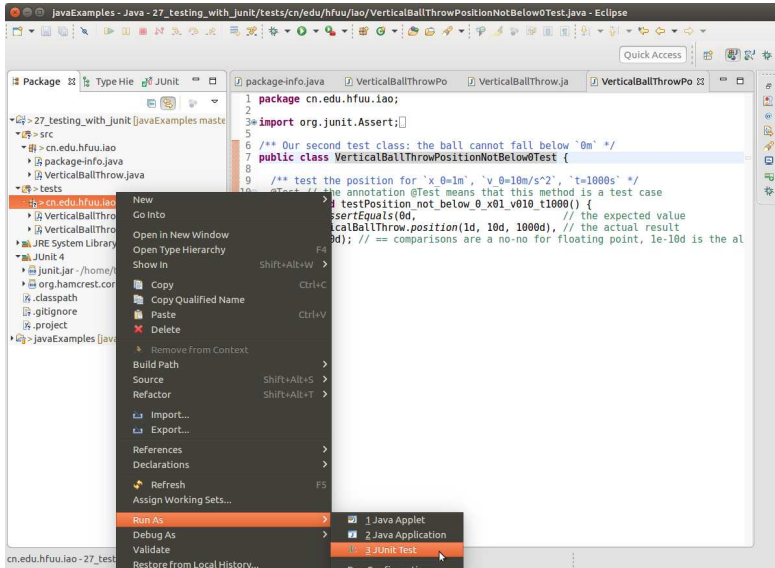 javaExamples - Java - 27_testing_with_junit/tests/cn/edu/hfuu/iao/VerticalBallThrowPositionNotBelow0Test.java - Eclipse
Quick Access
Package
Type Hie
JUnit
package-info.java
VerticalBallThrowPo
VerticalBallThrow.ja
VerticalBallThrowPo
> 27_testing_with_junit [javaExamples maste
> src
> cn.edu.hfuu.iao
> package-info.java
> VerticalBallThrow.java
> tests
> cn.edu.hfuu.iao
> VerticalBallThro
> VerticalBallThro
JRE System Library
JUnit 4
junit.jar - /home/t
org.hamcrest.cor
.classpath
.gitignore
.project
> javaExamples [java
1 package cn.edu.hfuu.iao;
2
3 import org.junit.Assert;
5
6 /** Our second test class: the ball cannot fall below `0m` */
7 public class VerticalBallThrowPositionNotBelow0Test {
8
9 /** test the position for `x_0=1m`, `v_0=10m/s^2`, `t=1000s` */
10 @Test // the annotation @Test means that this method is a test case
d testPosition_not_below_0_x01_v010_t1000() {
ssertEquals(0d, // the expected value
icalBallThrow.position(1d, 10d, 1000d), // the actual result
0d); // == comparisons are a no-no for floating point, 1e-10d is the al
New
Go Into
Open in New Window
Open Type Hierarchy F4
Show In Shift+Alt+W
Copy Ctrl+C
Copy Qualified Name
Paste Ctrl+V
Delete
Remove from Context
Build Path
Source Shift+Alt+S
Refactor Shift+Alt+T
Import...
Export...
References
Declarations
Refresh F5
Assign Working Sets...
Run As
Debug As
Validate
Restore from Local History...
1 Java Applet
2 Java Application
3 JUnit Test
cn.edu.hfuu.iao - 27_test